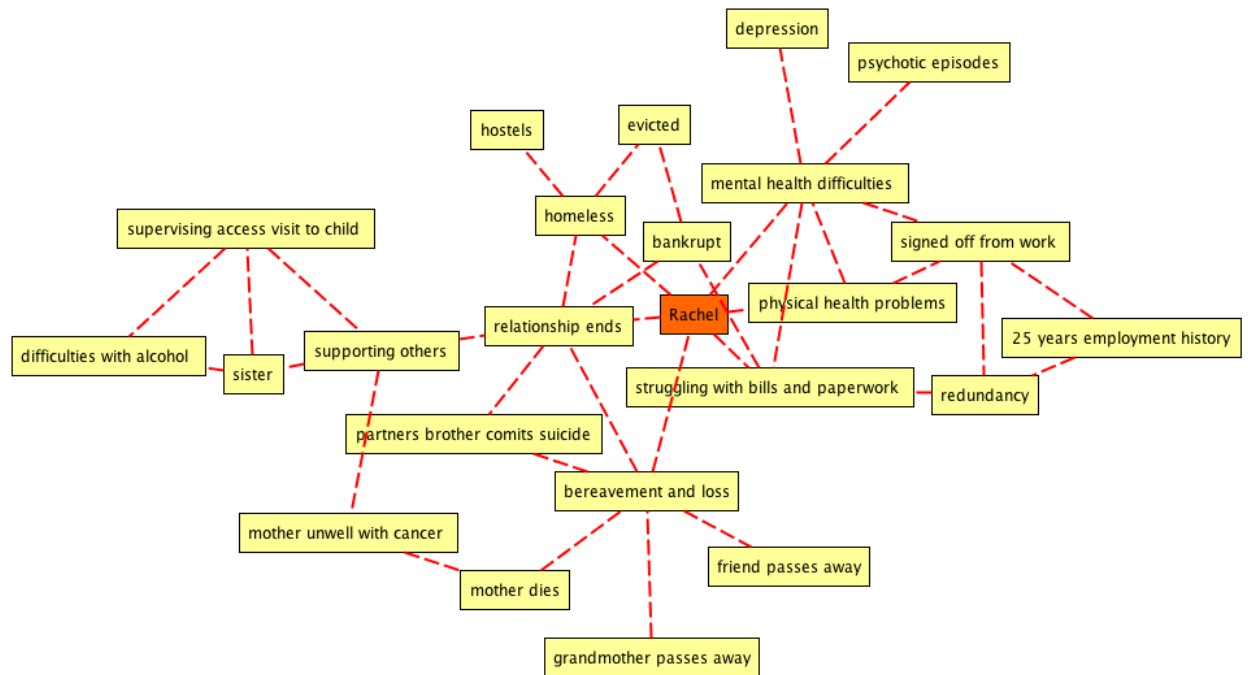 depression
psychotic episodes
hostels
evicted
mental health difficulties
homeless
supervising access visit to child
bankrupt
signed off from work
physical health problems
Rachel
relationship ends
25 years employment history
supporting others
difficulties with alcohol
sister
struggling with bills and paperwork
redundancy
partners brother comits suicide
bereavement and loss
mother unwell with cancer
friend passes away
mother dies
grandmother passes away